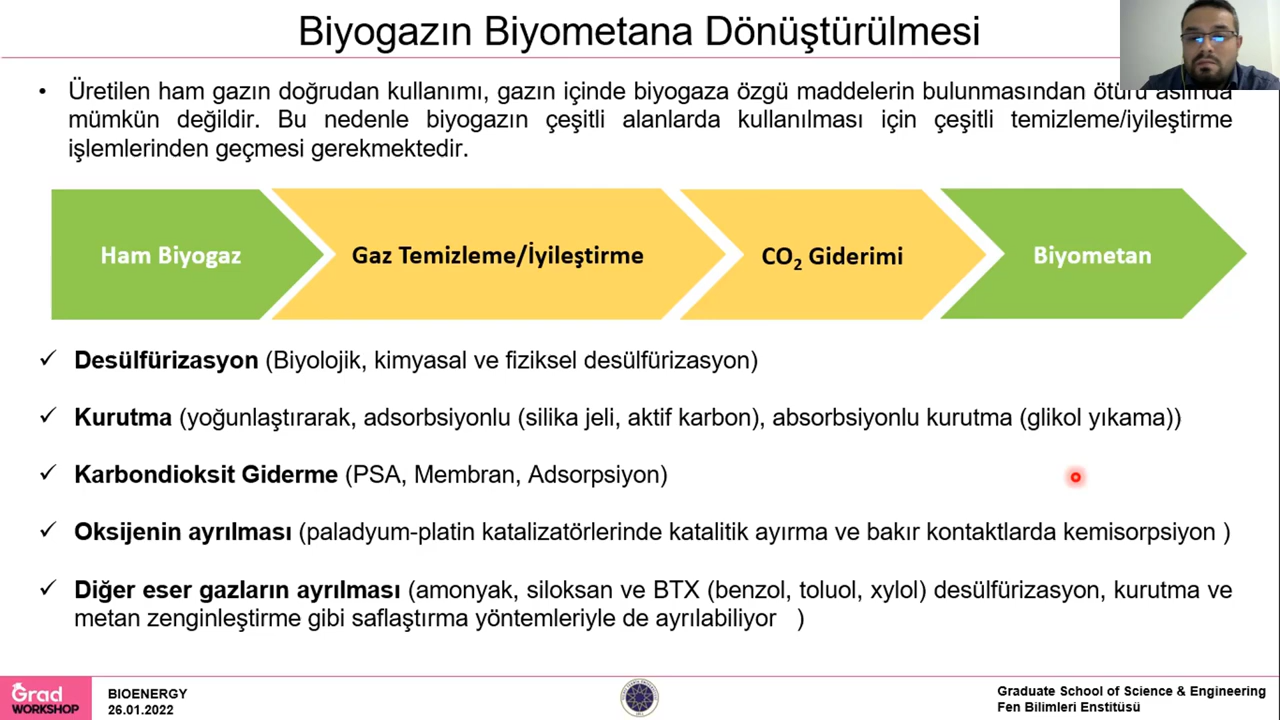 Biyogazın Biyometana Dönüştürülmesi
• Üretilen ham gazın doğrudan kullanımı, gazın içinde biyogaza özgü maddelerin bulunmasından ötürü aslında
mümkün değildir. Bu nedenle biyogazın çeşitli alanlarda kullanılması için çeşitli temizleme/iyileştirme
işlemlerinden geçmesi gerekmektedir.
Ham Biyogaz
Gaz Temizleme/İyileştirme
CO₂ Giderimi
Biyometan
✓ Desülfürizasyon (Biyolojik, kimyasal ve fiziksel desülfürizasyon)
✓ Kurutma (yoğunlaştırarak, adsorbsiyonlu (silika jeli, aktif karbon), absorbsiyonlu kurutma (glikol yıkama))
✓ Karbondioksit Giderme (PSA, Membran, Adsorpsiyon)
✓ Oksijenin ayrılması (paladyum-platin katalizatörlerinde katalitik ayırma ve bakır kontaktlarda kemisorpsiyon )
✓ Diğer eser gazların ayrılması (amonyak, siloksan ve BTX (benzol, toluol, xylol) desülfürizasyon, kurutma ve
metan zenginleştirme gibi saflaştırma yöntemleriyle de ayrılabiliyor )
Grad
WORKSHOP
BIOENERGY
26.01.2022
Graduate School of Science & Engineering
Fen Bilimleri Enstitüsü